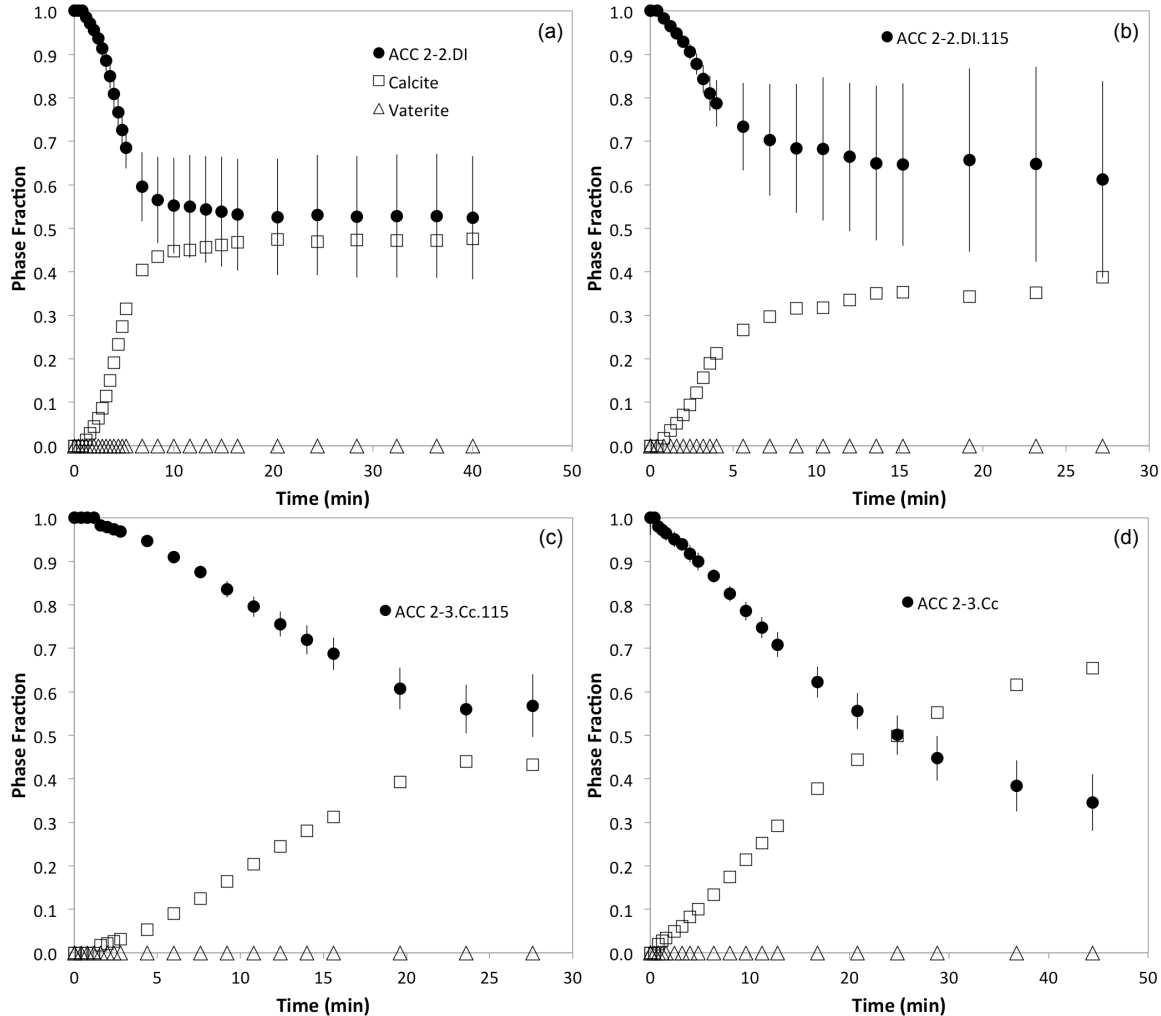 (a)
ACC 2-2.DI
Calcite
Vaterite
Phase Fraction
1.0
0.9
0.8
0.7
0.6
0.5
0.4
0.3
0.2
0.1
0.0
0 10 20 30 40 50
Time (min)
(b)
ACC 2-2.DI.115
Phase Fraction
1.0
0.9
0.8
0.7
0.6
0.5
0.4
0.3
0.2
0.1
0.0
0 5 10 15 20 25 30
Time (min)
(c)
ACC 2-3.Cc.115
Phase Fraction
1.0
0.9
0.8
0.7
0.6
0.5
0.4
0.3
0.2
0.1
0.0
0 5 10 15 20 25 30
Time (min)
(d)
ACC 2-3.Cc
Phase Fraction
1.0
0.9
0.8
0.7
0.6
0.5
0.4
0.3
0.2
0.1
0.0
0 10 20 30 40 50
Time (min)